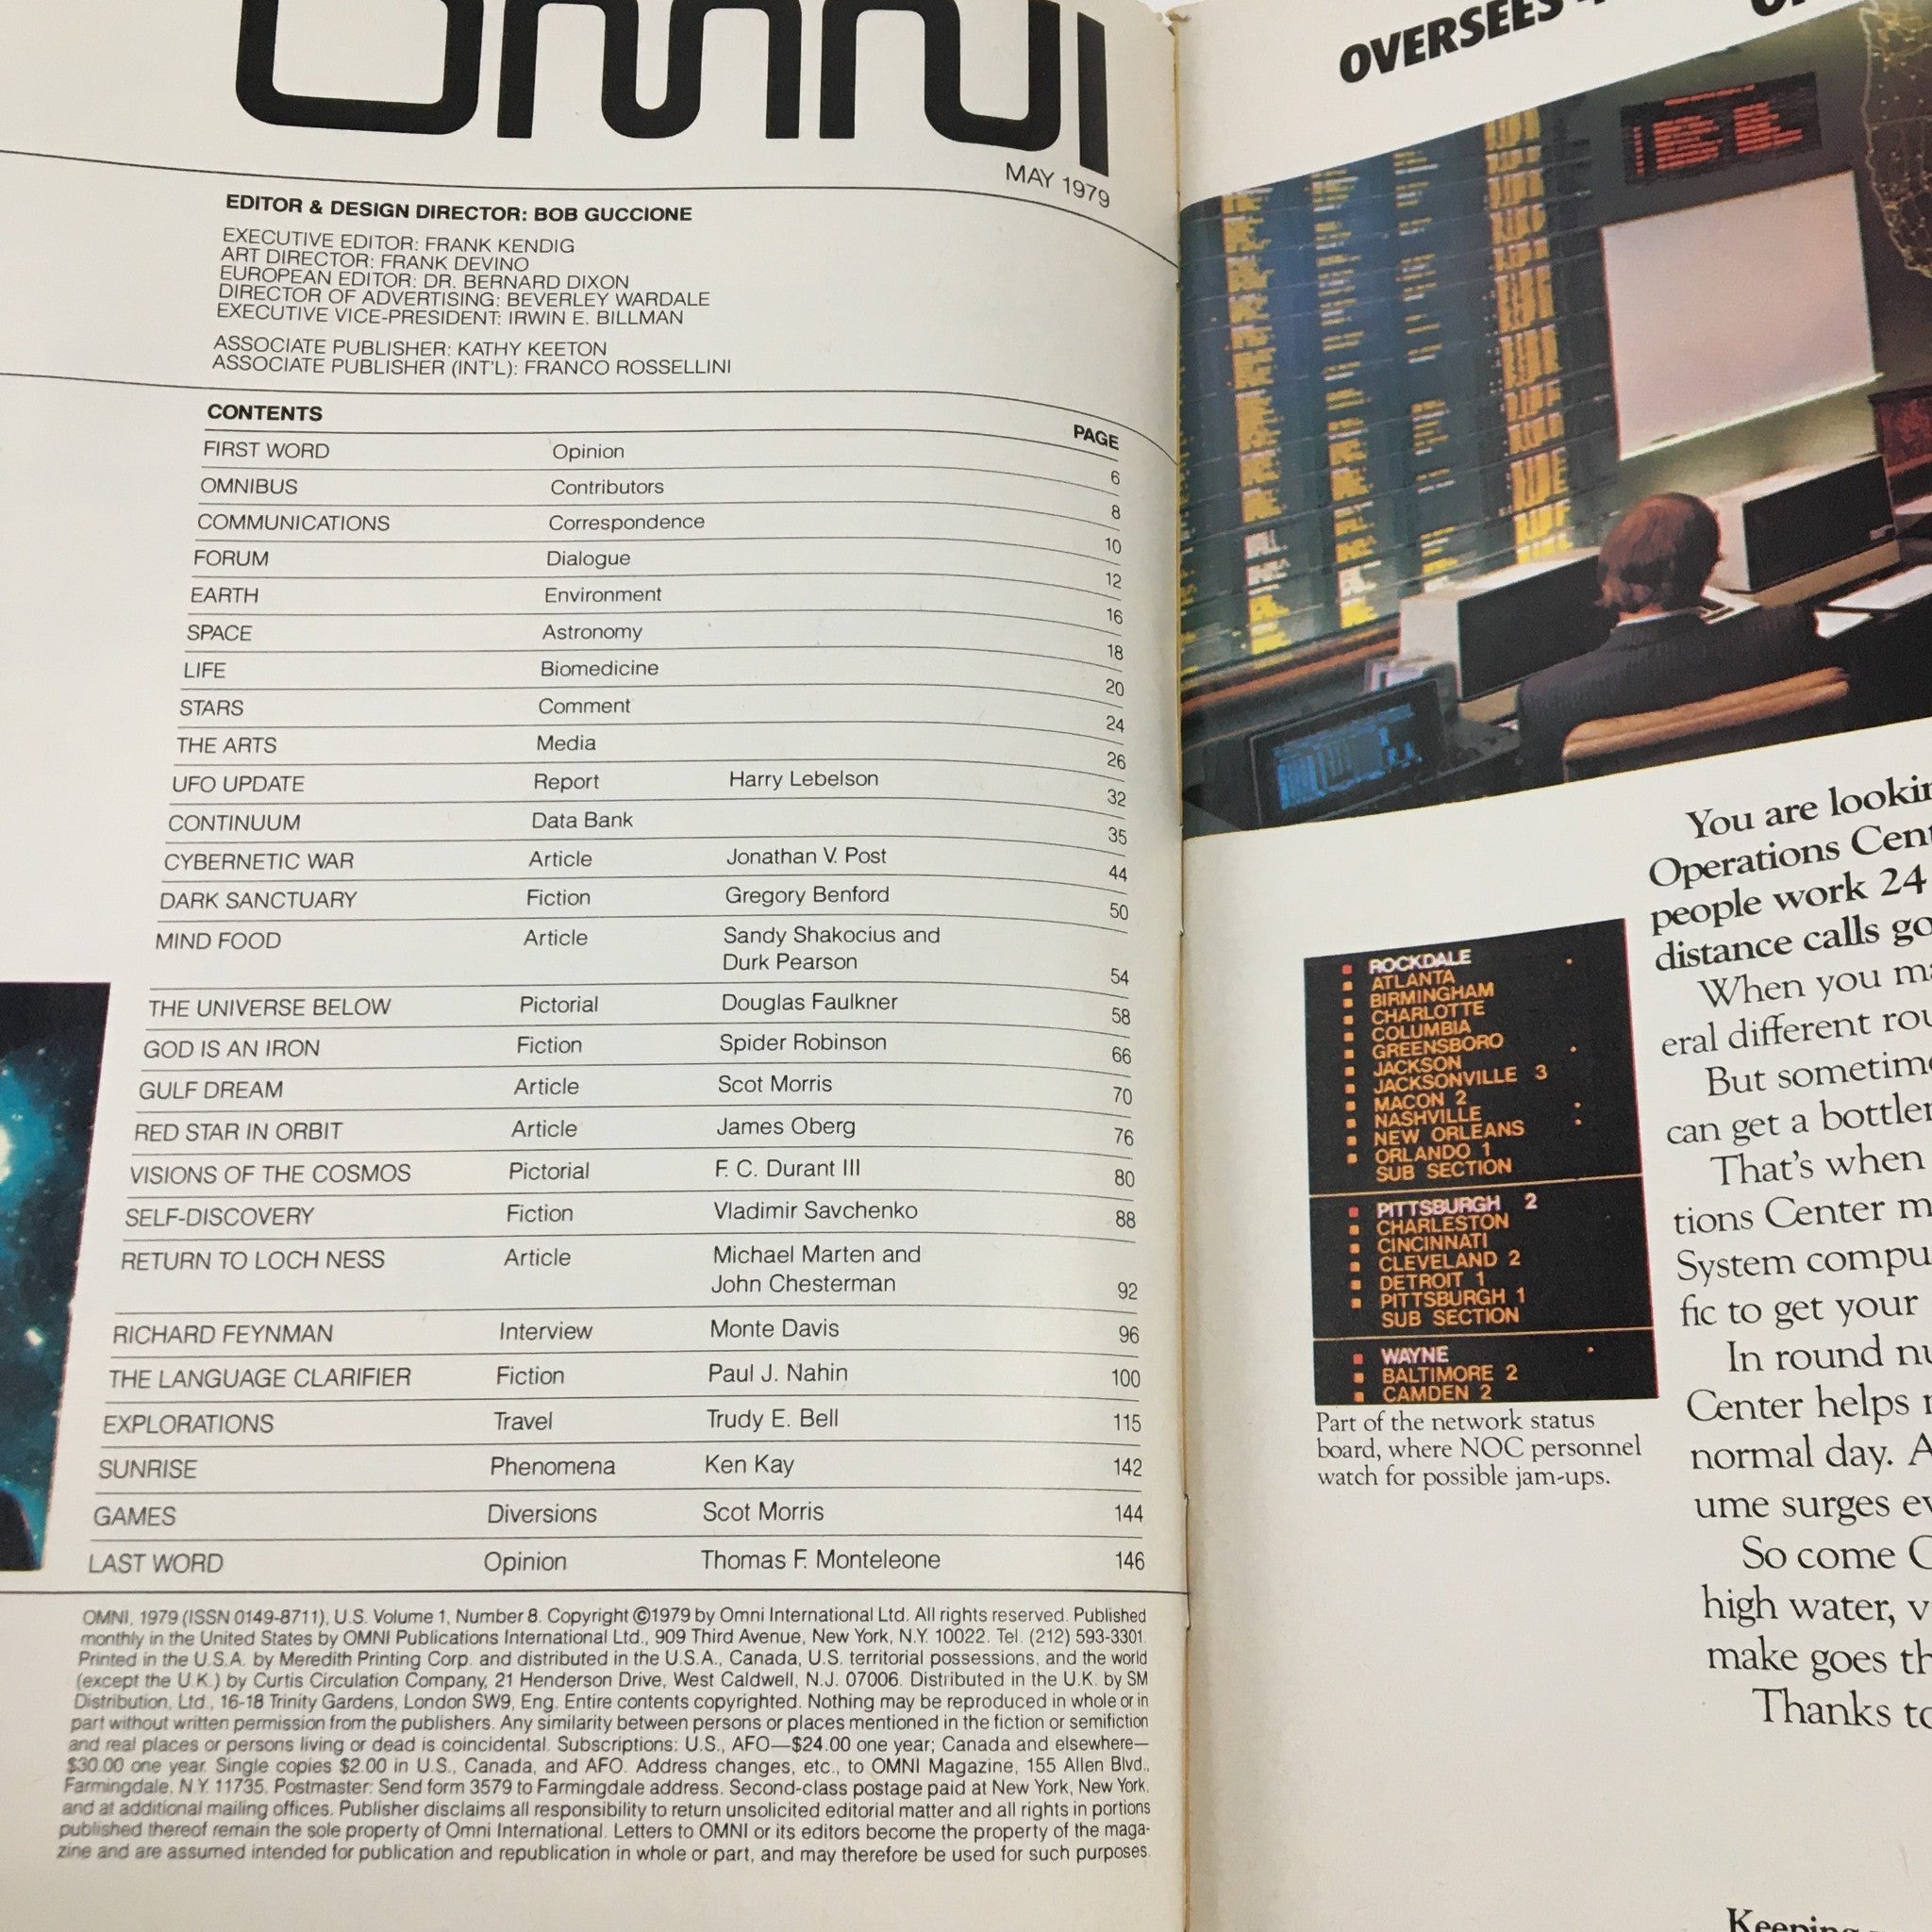 OMNI
MAY 1979
EDITOR & DESIGN DIRECTOR: BOB GUCCIONE
EXECUTIVE EDITOR: FRANK KENDIG
ART DIRECTOR: FRANK DEVINO
EUROPEAN EDITOR: DR. BERNARD DIXON
DIRECTOR OF ADVERTISING: BEVERLEY WARDALE
EXECUTIVE VICE-PRESIDENT: IRWIN E. BILLMAN
ASSOCIATE PUBLISHER: KATHY KEETON
ASSOCIATE PUBLISHER (INT'L): FRANCO ROSSELLINI
CONTENTS PAGE
FIRST WORD Opinion 6
OMNIBUS Contributors 8
COMMUNICATIONS Correspondence 10
FORUM Dialogue 12
EARTH Environment 16
SPACE Astronomy 18
LIFE Biomedicine 20
STARS Comment 24
THE ARTS Media 26
UFO UPDATE Report Harry Lebelson 32
CONTINUUM Data Bank 35
CYBERNETIC WAR Article Jonathan V. Post 44
DARK SANCTUARY Fiction Gregory Benford 50
MIND FOOD Article Sandy Shakocius and
Durk Pearson 54
THE UNIVERSE BELOW Pictorial Douglas Faulkner 58
GOD IS AN IRON Fiction Spider Robinson 66
GULF DREAM Article Scot Morris 70
RED STAR IN ORBIT Article James Oberg 76
VISIONS OF THE COSMOS Pictorial F. C. Durant III 80
SELF-DISCOVERY Fiction Vladimir Savchenko 88
RETURN TO LOCH NESS Article Michael Marten and
John Chesterman 92
RICHARD FEYNMAN Interview Monte Davis 96
THE LANGUAGE CLARIFIER Fiction Paul J. Nahin 100
EXPLORATIONS Travel Trudy E. Bell 115
SUNRISE Phenomena Ken Kay 142
GAMES Diversions Scot Morris 144
LAST WORD Opinion Thomas F. Monteleone 146
OMNI, 1979 (ISSN 0149-8711), U.S. Volume 1, Number 8. Copyright ©1979 by Omni International Ltd. All rights reserved. Published
monthly in the United States by OMNI Publications International Ltd., 909 Third Avenue, New York, N.Y. 10022. Tel. (212) 593-3301.
Printed in the U.S.A. by Meredith Printing Corp. and distributed in the U.S.A., Canada, U.S. territorial possessions, and the world
(except the U.K.) by Curtis Circulation Company, 21 Henderson Drive, West Caldwell, N.J. 07006. Distributed in the U.K. by SM
Distribution, Ltd., 16-18 Trinity Gardens, London SW9, Eng. Entire contents copyrighted. Nothing may be reproduced in whole or in
part without written permission from the publishers. Any similarity between persons or places mentioned in the fiction or semifiction
and real places or persons living or dead is coincidental. Subscriptions: U.S., AFO—$24.00 one year; Canada and elsewhere—
$30.00 one year. Single copies $2.00 in U.S., Canada, and AFO. Address changes, etc., to OMNI Magazine, 155 Allen Blvd.,
Farmingdale, N.Y. 11735. Postmaster: Send form 3579 to Farmingdale address. Second-class postage paid at New York, New York,
and at additional mailing offices. Publisher disclaims all responsibility to return unsolicited editorial matter and all rights in portions
published thereof remain the sole property of Omni International. Letters to OMNI or its editors become the property of the maga-
zine and are assumed intended for publication and republication in whole or part, and may therefore be used for such purposes.
OVERSEES
ROCKDALE
ATLANTA
BIRMINGHAM
CHARLOTTE
COLUMBIA
GREENSBORO
JACKSON
JACKSONVILLE 3
MACON 2
NASHVILLE
NEW ORLEANS
ORLANDO 1
SUB SECTION
PITTSBURGH 2
CHARLESTON
CINCINNATI
CLEVELAND 2
DETROIT 1
PITTSBURGH 1
SUB SECTION
WAYNE
BALTIMORE 2
CAMDEN 2
Part of the network status
board, where NOC personnel
watch for possible jam-ups.
You are lookin
Operations Cent
people work 24
distance calls go
When you ma
eral different rou
But sometime
can get a bottler
That's when
tions Center m
System compu
fic to get your
In round nu
Center helps r
normal day. A
ume surges ev
So come
high water, v
make goes th
Thanks to
Keeping